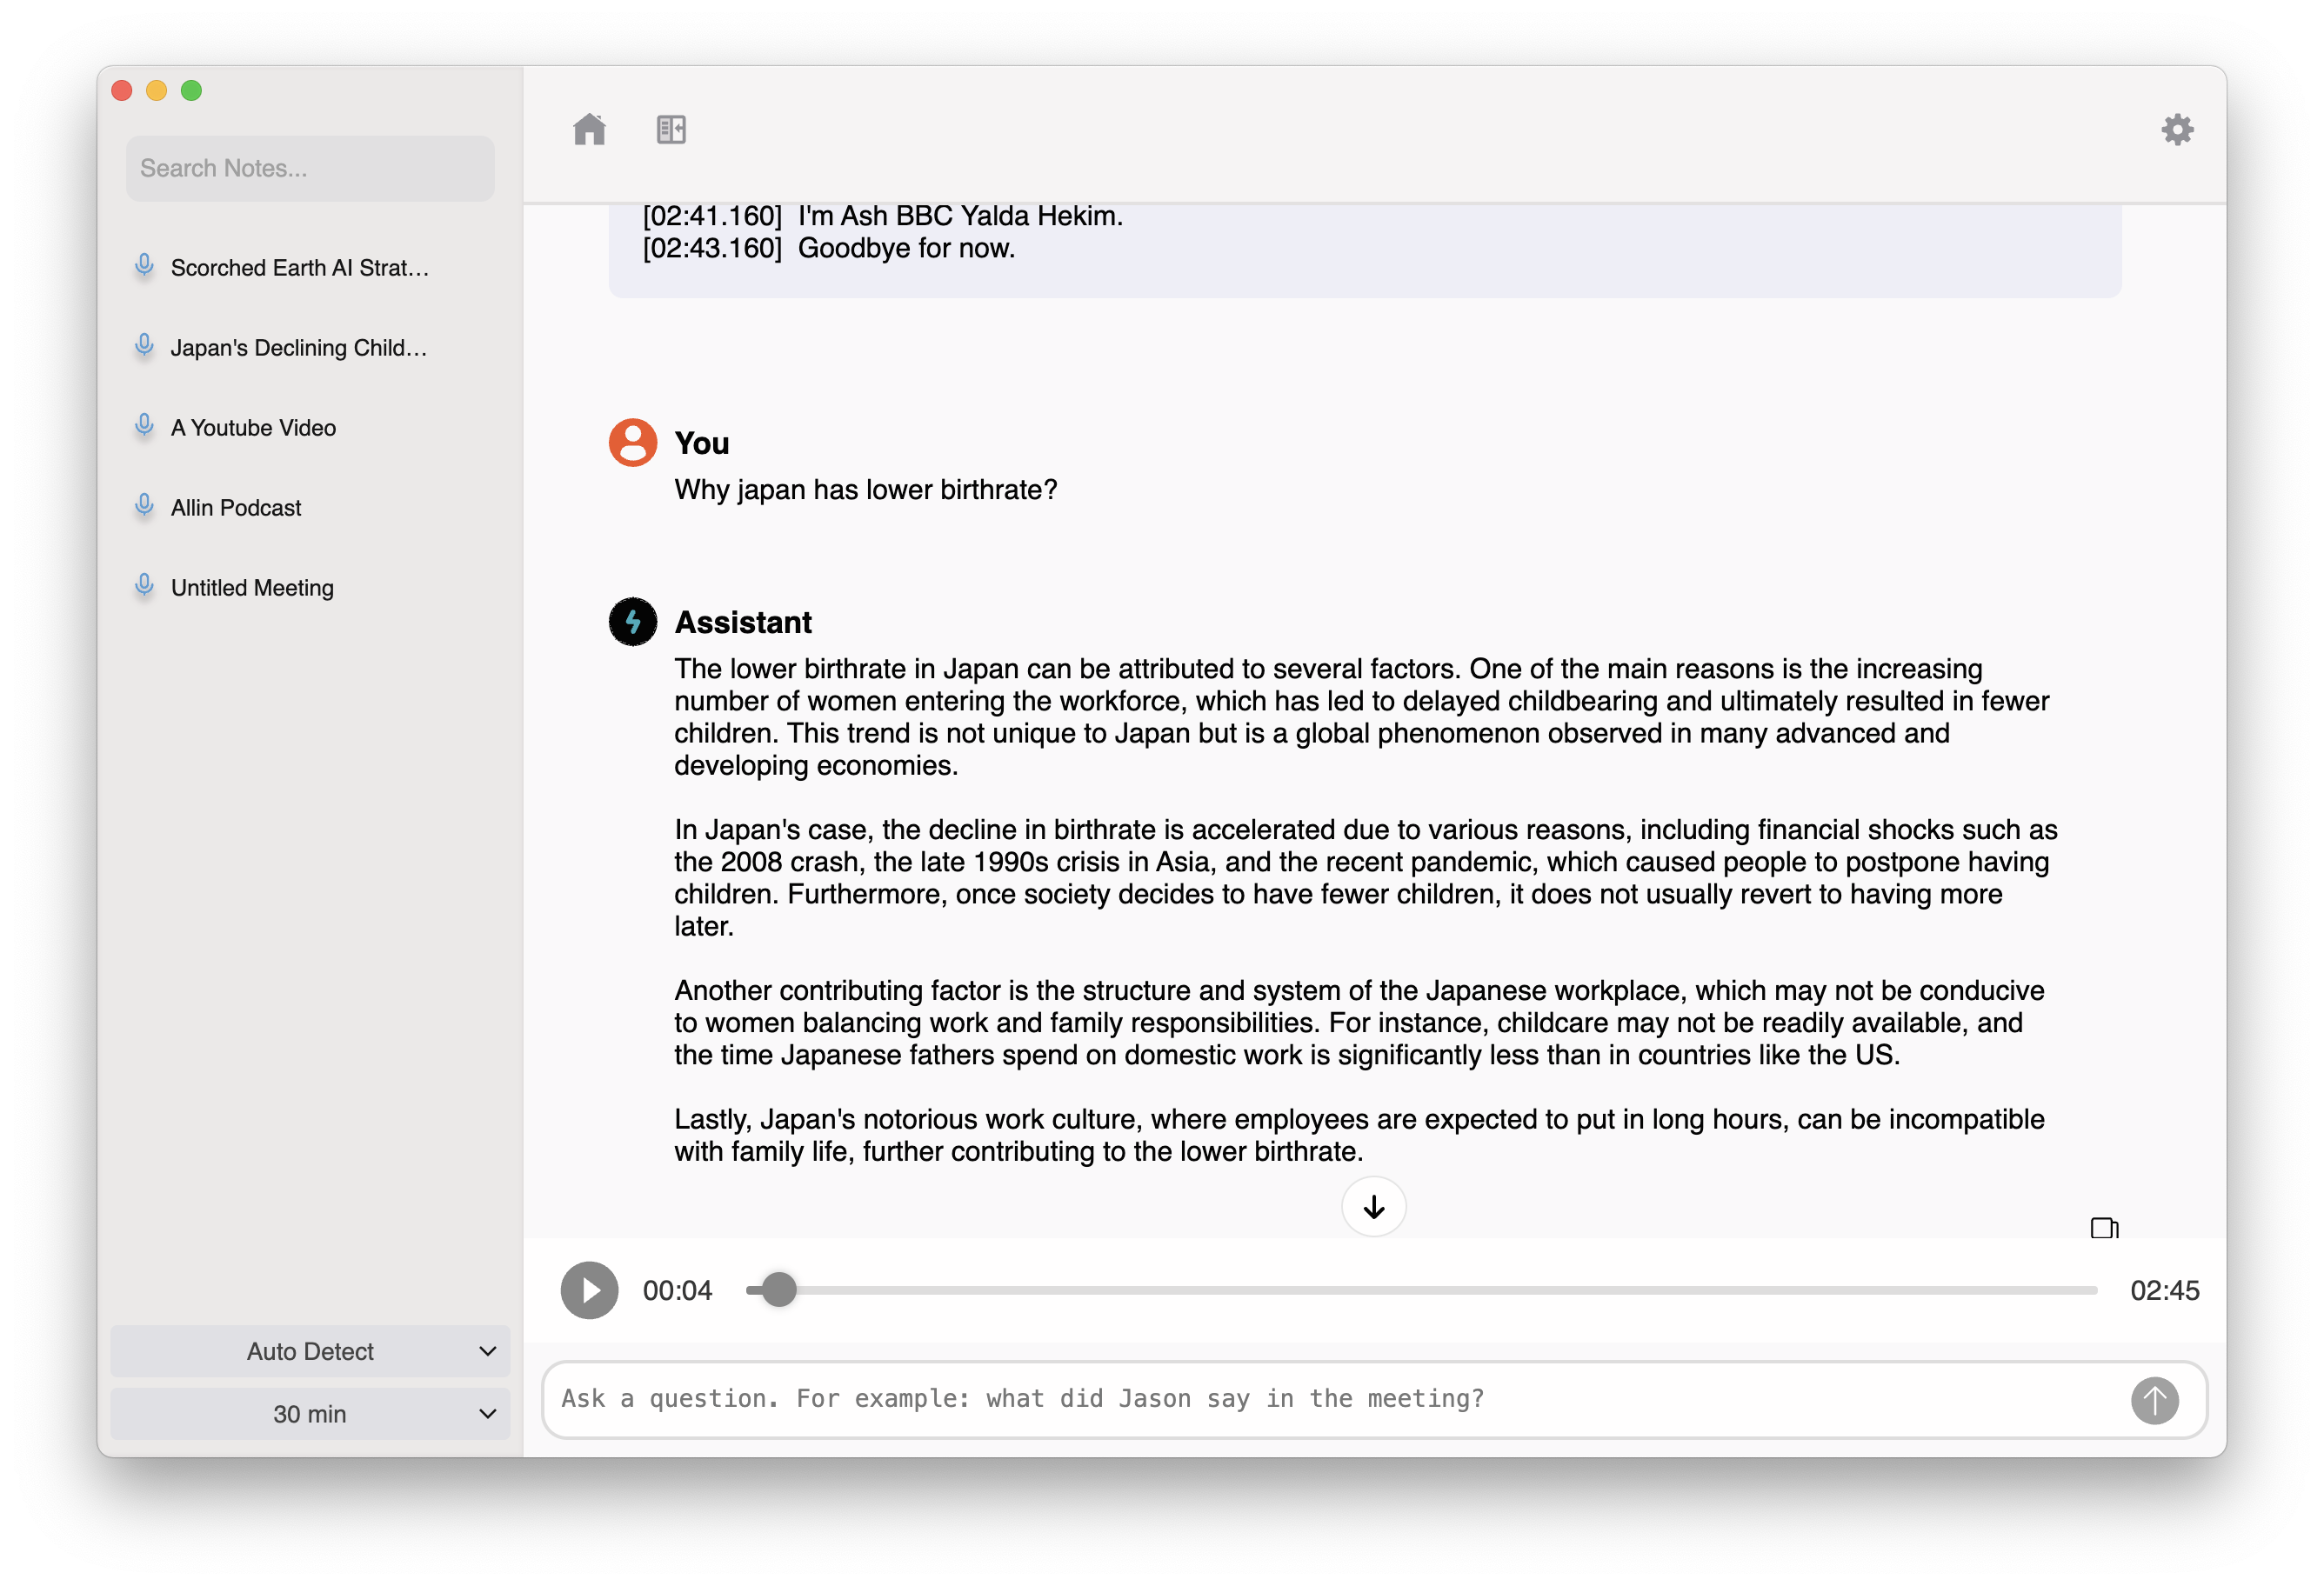 Search Notes...
Scorched Earth AI Strat...
Japan's Declining Child...
A Youtube Video
Allin Podcast
Untitled Meeting
Auto Detect
30 min
[02:41.160]  I'm Ash BBC Yalda Hekim.
[02:43.160]  Goodbye for now.
You
Why japan has lower birthrate?
Assistant
The lower birthrate in Japan can be attributed to several factors. One of the main reasons is the increasing
number of women entering the workforce, which has led to delayed childbearing and ultimately resulted in fewer
children. This trend is not unique to Japan but is a global phenomenon observed in many advanced and
developing economies.
In Japan's case, the decline in birthrate is accelerated due to various reasons, including financial shocks such as
the 2008 crash, the late 1990s crisis in Asia, and the recent pandemic, which caused people to postpone having
children. Furthermore, once society decides to have fewer children, it does not usually revert to having more
later.
Another contributing factor is the structure and system of the Japanese workplace, which may not be conducive
to women balancing work and family responsibilities. For instance, childcare may not be readily available, and
the time Japanese fathers spend on domestic work is significantly less than in countries like the US.
Lastly, Japan's notorious work culture, where employees are expected to put in long hours, can be incompatible
with family life, further contributing to the lower birthrate.
00:04
02:45
Ask a question. For example: what did Jason say in the meeting?